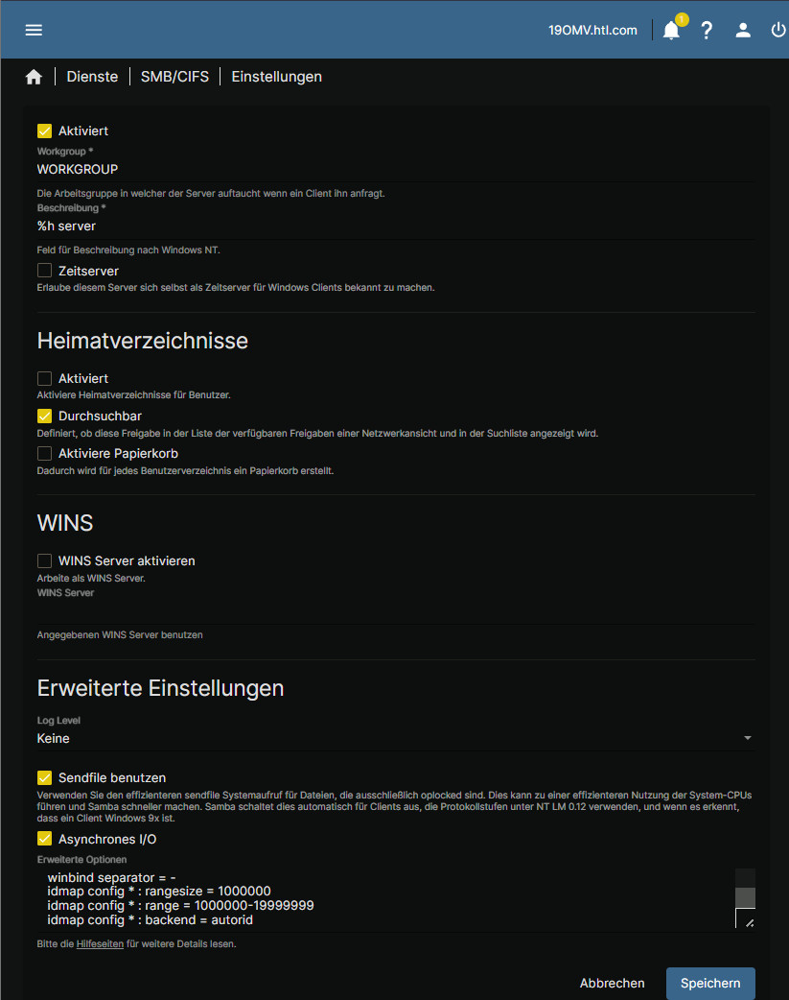 19OMV.htl.com
1
Dienste | SMB/CIFS | Einstellungen
Aktiviert
Workgroup *
WORKGROUP
Die Arbeitsgruppe in welcher der Server auftaucht wenn ein Client ihn anfragt.
Beschreibung *
%h server
Feld für Beschreibung nach Windows NT.
Zeitserver
Erlaube diesem Server sich selbst als Zeitserver für Windows Clients bekannt zu machen.
Heimatverzeichnisse
Aktiviert
Aktiviere Heimatverzeichnisse für Benutzer.
Durchsuchbar
Definiert, ob diese Freigabe in der Liste der verfügbaren Freigaben einer Netzwerkansicht und in der Suchliste angezeigt wird.
Aktiviere Papierkorb
Dadurch wird für jedes Benutzerverzeichnis ein Papierkorb erstellt.
WINS
WINS Server aktivieren
Arbeite als WINS Server.
WINS Server
Angegebenen WINS Server benutzen
Erweiterte Einstellungen
Log Level
Keine
Sendfile benutzen
Verwenden Sie den effizienteren sendfile Systemaufruf für Dateien, die ausschließlich oplocked sind. Dies kann zu einer effizienteren Nutzung der System-CPUs
führen und Samba schneller machen. Samba schaltet dies automatisch für Clients aus, die Protokollstufen unter NT LM 0.12 verwenden, und wenn es erkennt,
dass ein Client Windows 9x ist.
Asynchrones I/O
Erweiterte Optionen
winbind separator = -
idmap config * : rangesize = 1000000
idmap config * : range = 1000000-19999999
idmap config * : backend = autorid
Bitte die Hilfeseiten für weitere Details lesen.
Abbrechen
Speichern